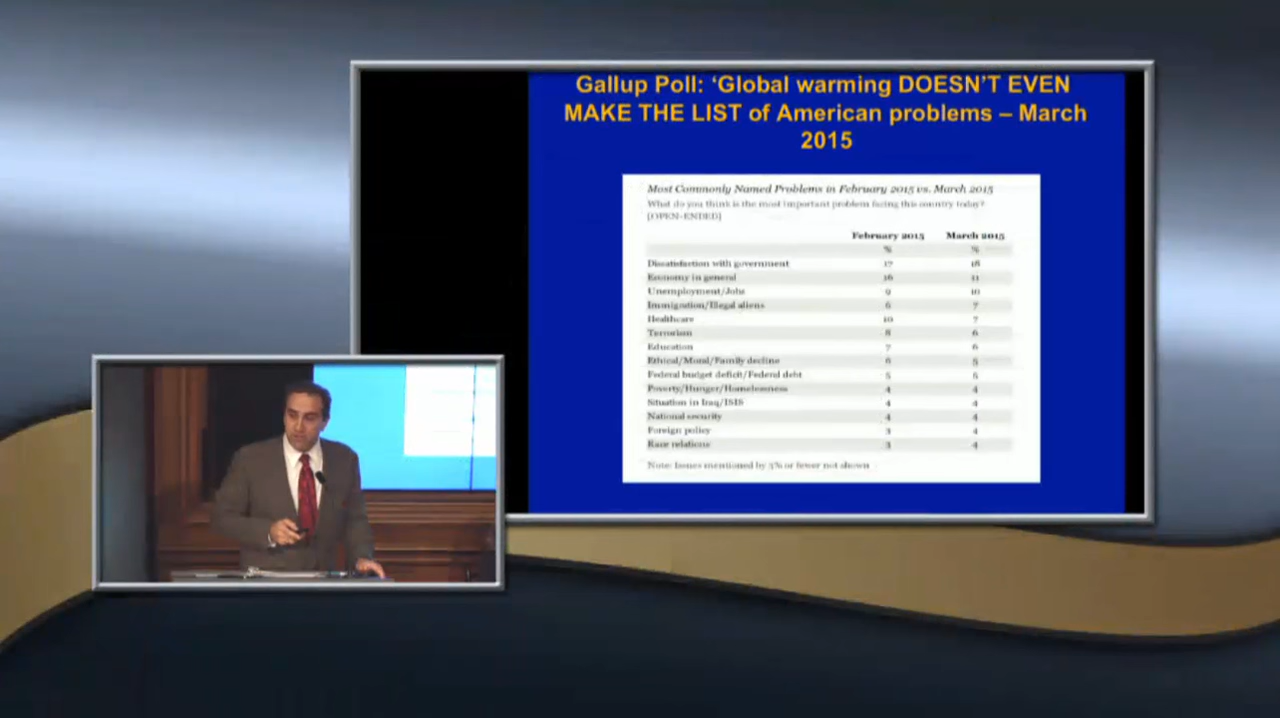 Gallup Poll: ‘Global warming DOESN’T EVEN
MAKE THE LIST of American problems – March
2015
Most Commonly Named Problems in February 2015 vs. March 2015
What do you think is the most important problem facing this country today?
[OPEN-ENDED]
February 2015 March 2015
% %
Dissatisfaction with government 17 18
Economy in general 16 11
Unemployment/Jobs 9 10
Immigration/Illegal aliens 6 7
Healthcare 10 7
Terrorism 8 6
Education 7 6
Ethical/Moral/Family decline 6 5
Federal budget deficit/Federal debt 5 5
Poverty/Hunger/Homelessness 4 4
Situation in Iraq/ISIS 4 4
National security 4 4
Foreign policy 3 4
Race relations 3 4
Note: Issues mentioned by 3% or fewer not shown